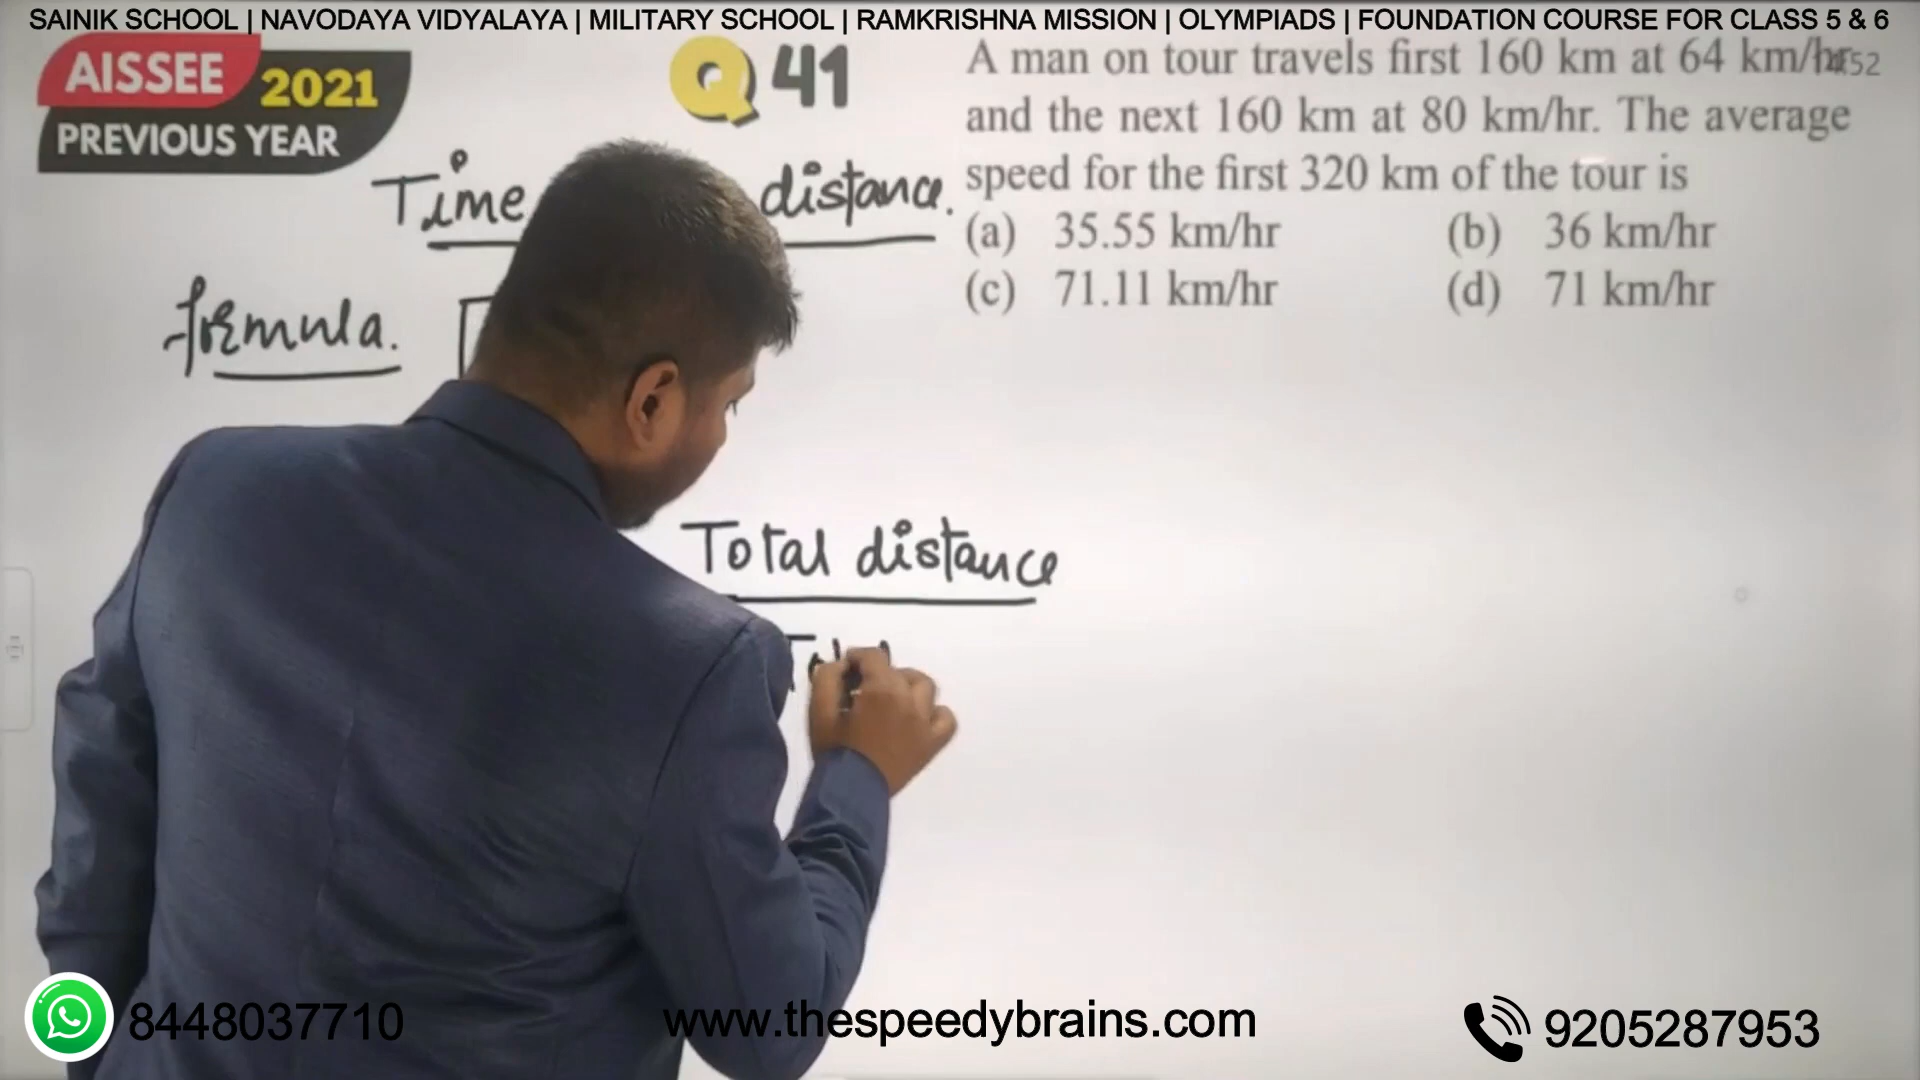 SAINIK SCHOOL | NAVODAYA VIDYALAYA | MILITARY SCHOOL | RAMKRISHNA MISSION | OLYMPIADS | FOUNDATION COURSE FOR CLASS 5 & 6
AISSEE 2021
PREVIOUS YEAR
Q 41
A man on tour travels first 160 km at 64 km/hr
and the next 160 km at 80 km/hr. The average
speed for the first 320 km of the tour is
(a) 35.55 km/hr (b) 36 km/hr
(c) 71.11 km/hr (d) 71 km/hr
Time distance.
formula.
Total distance
8448037710
www.thespeedybrains.com
9205287953